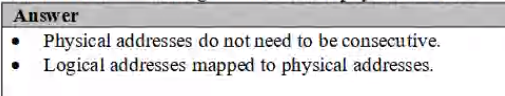 Answer
• Physical addresses do not need to be consecutive.
• Logical addresses mapped to physical addresses.